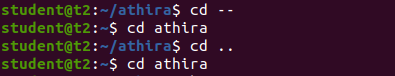 student@t2:~/athira$ cd --
student@t2:~$ cd athira
student@t2:~/athira$ cd ..
student@t2:~$ cd athira